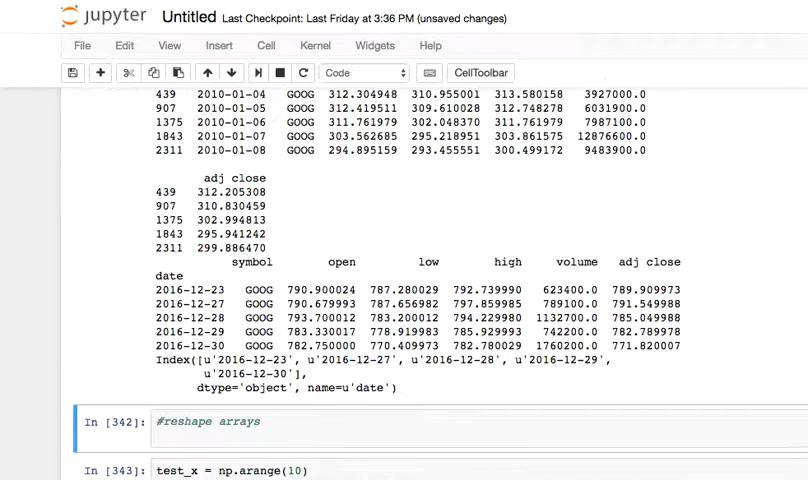 jupyter Untitled Last Checkpoint: Last Friday at 3:36 PM (unsaved changes)
File Edit View Insert Cell Kernel Widgets Help
Code CellToolbar
439 2010-01-04 GOOG 312.304948 310.955001 313.580158 3927000.0
907 2010-01-05 GOOG 312.419511 309.610028 312.748278 6031900.0
1375 2010-01-06 GOOG 311.761979 302.048370 311.761979 7987100.0
1843 2010-01-07 GOOG 303.562685 295.218951 303.861575 12876600.0
2311 2010-01-08 GOOG 294.895159 293.455551 300.499172 9483900.0
adj close
439 312.205308
907 310.830459
1375 302.994813
1843 295.941242
2311 299.886470
symbol open low high volume adj close
date
2016-12-23 GOOG 790.900024 787.280029 792.739990 623400.0 789.909973
2016-12-27 GOOG 790.679993 787.656982 797.859985 789100.0 791.549988
2016-12-28 GOOG 793.700012 783.200012 794.229980 1132700.0 785.049988
2016-12-29 GOOG 783.330017 778.919983 785.929993 742200.0 782.789978
2016-12-30 GOOG 782.750000 770.409973 782.780029 1760200.0 771.820007
Index([u'2016-12-23', u'2016-12-27', u'2016-12-28', u'2016-12-29',
u'2016-12-30'],
dtype='object', name=u'date')
In [342]: #reshape arrays
In [343]: test_x = np.arange(10)